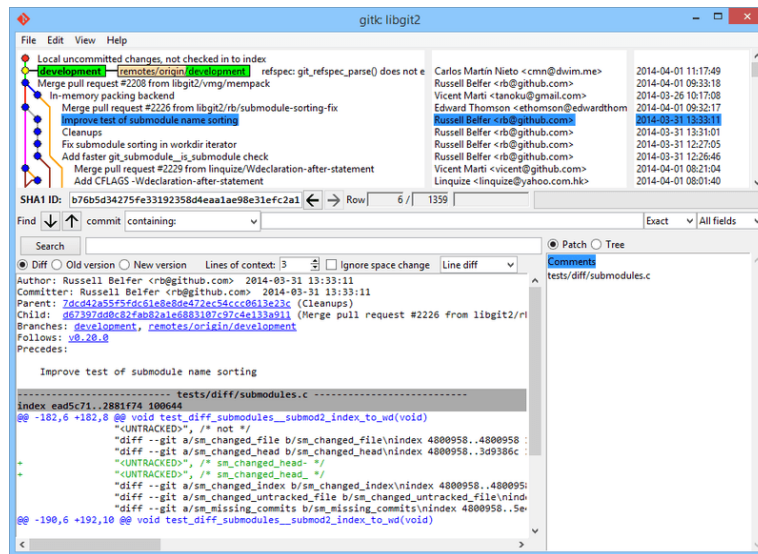 gitk: libgit2
File Edit View Help
Local uncommitted changes, not checked in to index
development remotes/origin/development refspec: git_refspec_parse() does not e Carlos Martín Nieto <cmn@dwim.me> 2014-04-01 11:17:49
Merge pull request #2208 from libgit2/vmg/mempack Russell Belfer <rb@github.com> 2014-04-01 09:33:18
In-memory packing backend Vicent Marti <tanoku@gmail.com> 2014-03-26 10:17:08
Merge pull request #2226 from libgit2/rb/submodule-sorting-fix Edward Thomson <ethomson@edwardthom 2014-04-01 09:32:17
Improve test of submodule name sorting Russell Belfer <rb@github.com> 2014-03-31 13:33:11
Cleanups Russell Belfer <rb@github.com> 2014-03-31 13:31:01
Fix submodule sorting in workdir iterator Russell Belfer <rb@github.com> 2014-03-31 12:27:05
Add faster git_submodule__is_submodule check Russell Belfer <rb@github.com> 2014-03-31 12:26:46
Merge pull request #2229 from linquize/Wdeclaration-after-statement Vicent Marti <vicent@github.com> 2014-04-01 08:21:04
Add CFLAGS -Wdeclaration-after-statement Linquize <linquize@yahoo.com.hk> 2014-04-01 08:01:40
SHA1 ID: b76b5d34275fe33192358d4eaa1ae98e31efc2a1 Row 6 / 1359
Find commit containing: Exact All fields
Search Patch Tree
Diff Old version New version Lines of context: 3 Ignore space change Line diff
Comments
tests/diff/submodules.c
Author: Russell Belfer <rb@github.com> 2014-03-31 13:33:11
Committer: Russell Belfer <rb@github.com> 2014-03-31 13:33:11
Parent: 7dcd42a55f5fdc61e8e8de472ec54ccc0613e23c (Cleanups)
Child: d67397dd0c82fab82a1e6883107c97c4e133a911 (Merge pull request #2226 from libgit2/r
Branches: development, remotes/origin/development
Follows: v0.20.0
Precedes:
Improve test of submodule name sorting
---------------------- tests/diff/submodules.c ----------------------
index ead5c71..2881f74 100644
@@ -182,6 +182,8 @@ void test_diff_submodules__submod2_index_to_wd(void)
"<UNTRACKED>", /* not */
"diff --git a/sm_changed_file b/sm_changed_file\nindex 4800958..4800958
"diff --git a/sm_changed_head b/sm_changed_head\nindex 4800958..3d9386c
+ "<UNTRACKED>", /* sm_changed_head- */
+ "<UNTRACKED>", /* sm_changed_head_ */
"diff --git a/sm_changed_index b/sm_changed_index\nindex 4800958..480095
"diff --git a/sm_changed_untracked_file b/sm_changed_untracked_file\nind
"diff --git a/sm_missing_commits b/sm_missing_commits\nindex 4800958..5e
@@ -190,6 +192,10 @@ void test_diff_submodules__submod2_index_to_wd(void)